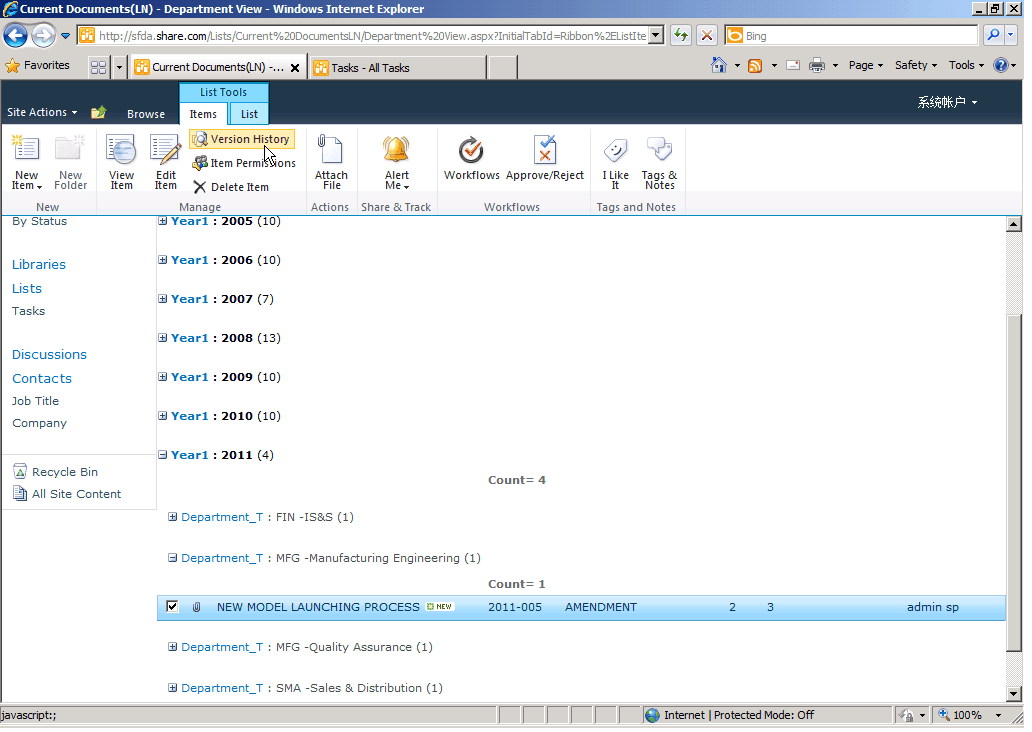 Current Documents(LN) - Department View - Windows Internet Explorer
http://sfda.share.com/Lists/Current%20DocumentsLN/Department%20View.aspx?InitialTabId=Ribbon%2EListIte
Bing
Favorites
Current Documents(LN) -...
Tasks - All Tasks
Page
Safety
Tools
Site Actions
Browse
List Tools
Items
List
系统帐户
New Item
New Folder
New
View Item
Edit Item
Version History
Item Permissions
Delete Item
Manage
Attach File
Actions
Alert Me
Share & Track
Workflows
Approve/Reject
Workflows
I Like It
Tags & Notes
Tags and Notes
By Status
Libraries
Lists
Tasks
Discussions
Contacts
Job Title
Company
Recycle Bin
All Site Content
Year1 : 2005 (10)
Year1 : 2006 (10)
Year1 : 2007 (7)
Year1 : 2008 (13)
Year1 : 2009 (10)
Year1 : 2010 (10)
Year1 : 2011 (4)
Count= 4
Department_T : FIN -IS&S (1)
Department_T : MFG -Manufacturing Engineering (1)
Count= 1
NEW MODEL LAUNCHING PROCESS NEW 2011-005 AMENDMENT 2 3 admin sp
Department_T : MFG -Quality Assurance (1)
Department_T : SMA -Sales & Distribution (1)
javascript:;
Internet | Protected Mode: Off
100%